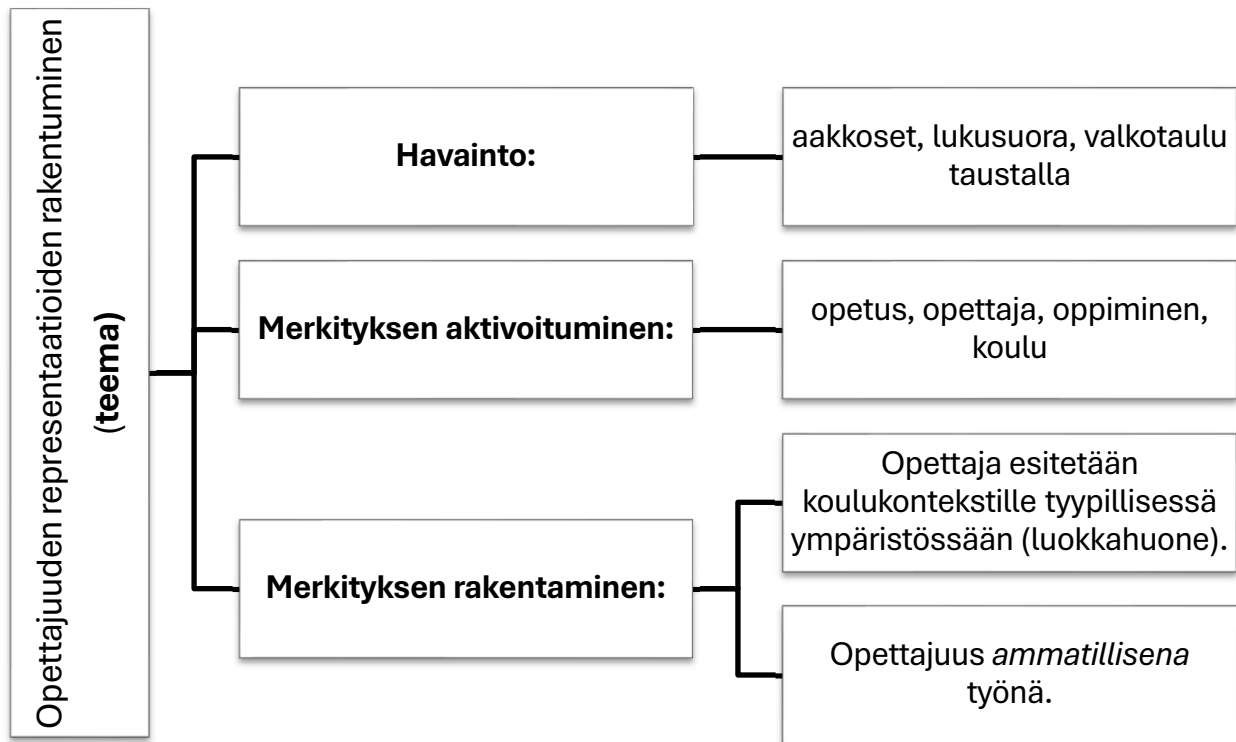 Opettajuuden representaatioiden rakentuminen
(teema)
Havainto:
aakkoset, lukusuora, valkotaulu
taustalla
Merkityksen aktivoituminen:
opetus, opettaja, oppiminen,
koulu
Merkityksen rakentaminen:
Opettaja esitetään
koulukontekstille tyypillisessä
ympäristössään (luokkahuone).
Opettajuus ammatillisena
työnä.